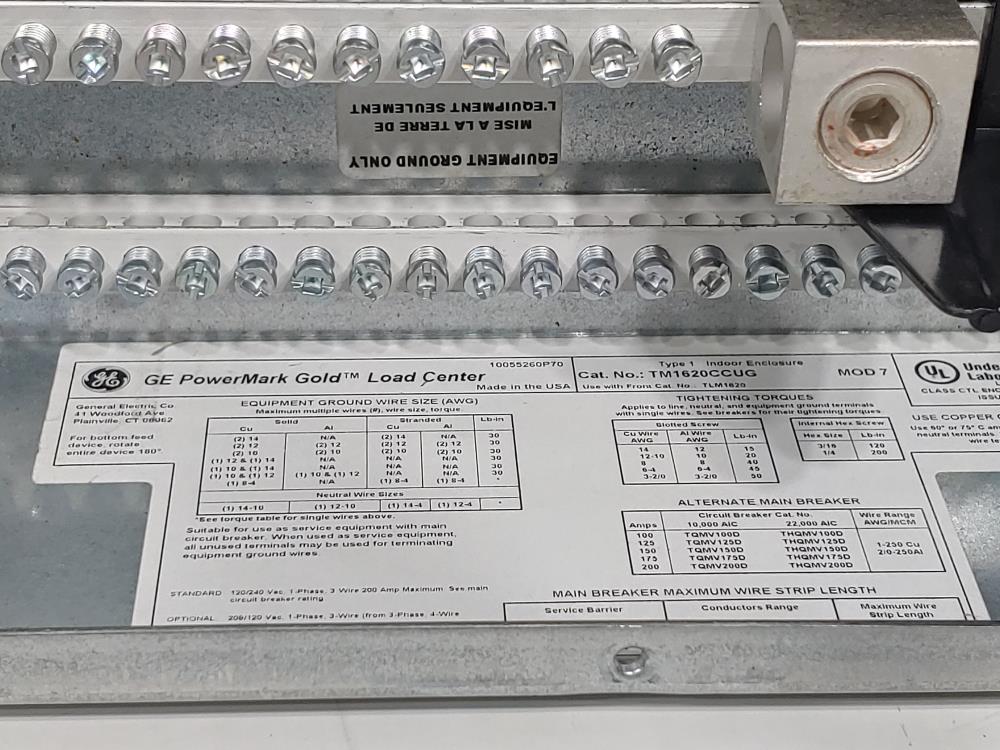 EQUIPMENT GROUND ONLY
MISE A LA TERRE DE
L'EQUIPMENT SEULEMENT
GE PowerMark Gold™ Load Center
10055260P70
Made in the USA
Type 1 Indoor Enclosure
Cat. No.: TM1620CCUG
Use with Front Cat. No.: TLM1620
MOD 7
UL
CLASS CTL
General Electric Co.
41 Woodford Ave.
Plainville, CT 06062
For bottom feed
device, rotate
entire device 180°
EQUIPMENT GROUND WIRE SIZE (AWG)
Maximum multiple wires (#), wire size, torque.
Solid Stranded Lb-in
Cu Al Cu Al
(2) 14 N/A (2) 14 N/A 30
(2) 12 (2) 12 (2) 12 (2) 12 30
(2) 10 (2) 10 (2) 10 (2) 10 30
(1) 12 & (1) 14 N/A N/A N/A 30
(1) 10 & (1) 14 N/A N/A N/A 30
(1) 10 & (1) 12 (1) 10 & (1) 12 N/A N/A 30
(1) 8-4 N/A (1) 8-4 (1) 8-4 *
Neutral Wire Sizes
(1) 14-10 (1) 12-10 (1) 14-4 (1) 12-4 *
*See torque table for single wires above.
Suitable for use as service equipment with main
circuit breaker. When used as service equipment,
all unused terminals may be used for terminating
equipment ground wires.
STANDARD 120/240 Vac, 1-Phase, 3 Wire 200 Amp Maximum. See main
circuit breaker rating.
OPTIONAL 208/120 Vac, 1-Phase, 3-Wire (from 3-Phase, 4-Wire
TIGHTENING TORQUES
Applies to line, neutral, and equipment ground terminals
with single wires. See breakers for their tightening torques
Slotted Screw
Cu Wire AWG Al Wire AWG Lb-in
14 12 15
12-10 10 20
8 8 40
6-4 6-4 45
3-2/0 3-2/0 50
Internal Hex Screw
Hex Size Lb-in
3/16 120
1/4 200
USE COPPER
neutral terminals
ALTERNATE MAIN BREAKER
Amps Circuit Breaker Cat. No. Wire Range AWG/MCM
10,000 AIC 22,000 AIC
100 TQMV100D THQMV100D
125 TQMV125D THQMV125D
150 TQMV150D THQMV150D
175 TQMV175D THQMV175D
200 TQMV200D THQMV200D
1-250 Cu
2/0-250Al
MAIN BREAKER MAXIMUM WIRE STRIP LENGTH
Service Barrier Conductors Range Maximum Wire
Strip Length